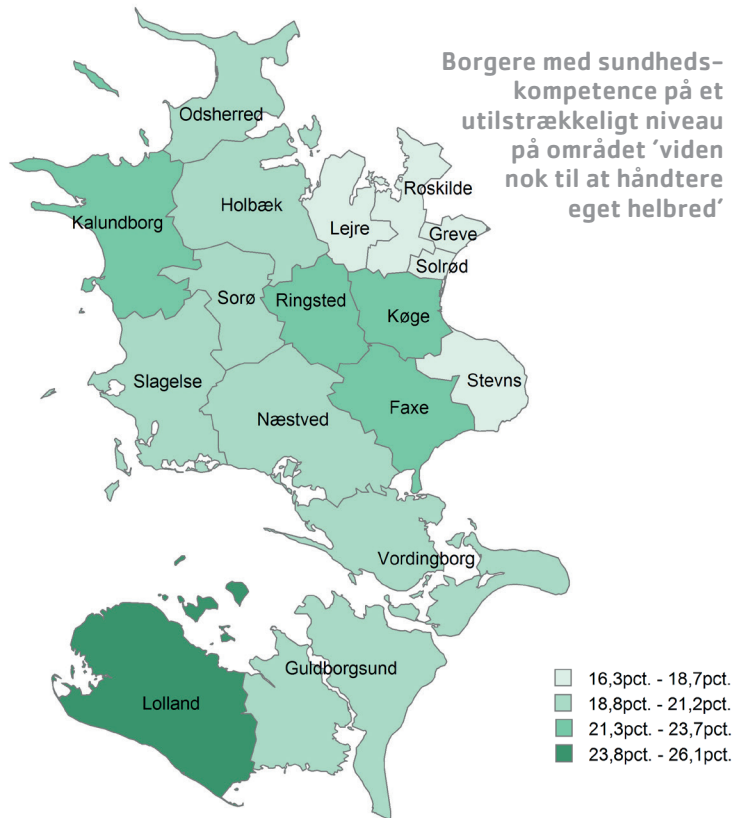 Borgere med sundheds-
kompetence på et
utilstrækkeligt niveau
på området ‘viden
nok til at håndtere
eget helbred’
Odsherred
Roskilde
Holbæk
Kalundborg
Lejre
Greve
Solrød
Sorø
Ringsted
Køge
Slagelse
Stevns
Næstved
Faxe
Vordingborg
Guldborgsund
Lolland
16,3pct. - 18,7pct.
18,8pct. - 21,2pct.
21,3pct. - 23,7pct.
23,8pct. - 26,1pct.